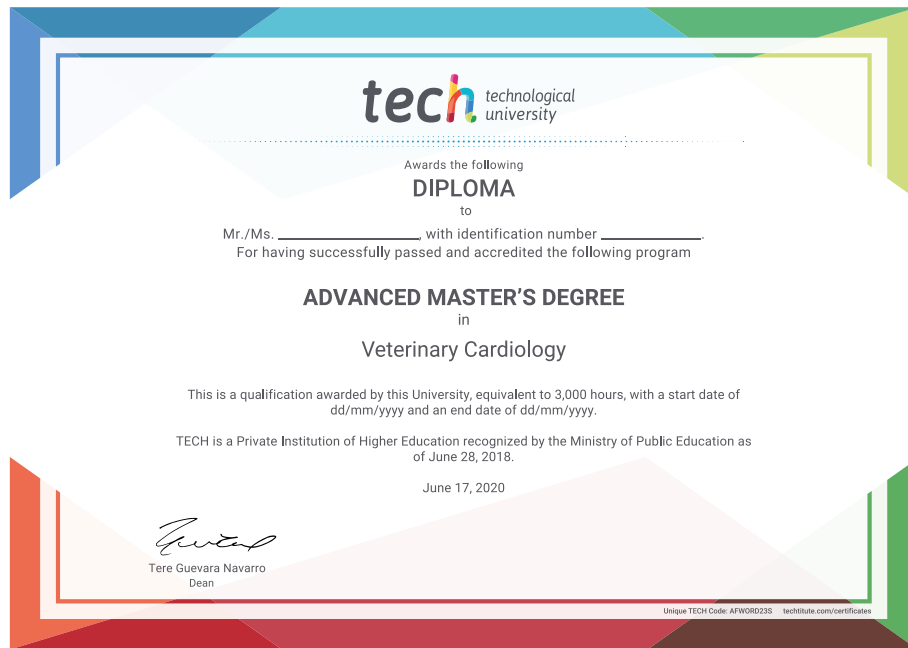 tech technological
university
Awards the following
DIPLOMA
to
Mr./Ms. ____________________, with identification number ______________.
For having successfully passed and accredited the following program
ADVANCED MASTER'S DEGREE
in
Veterinary Cardiology
This is a qualification awarded by this University, equivalent to 3,000 hours, with a start date of
dd/mm/yyyy and an end date of dd/mm/yyyy.
TECH is a Private Institution of Higher Education recognized by the Ministry of Public Education as
of June 28, 2018.
June 17, 2020
Tere Guevara Navarro
Dean
Unique TECH Code: AFWORD23S techtitute.com/certificates